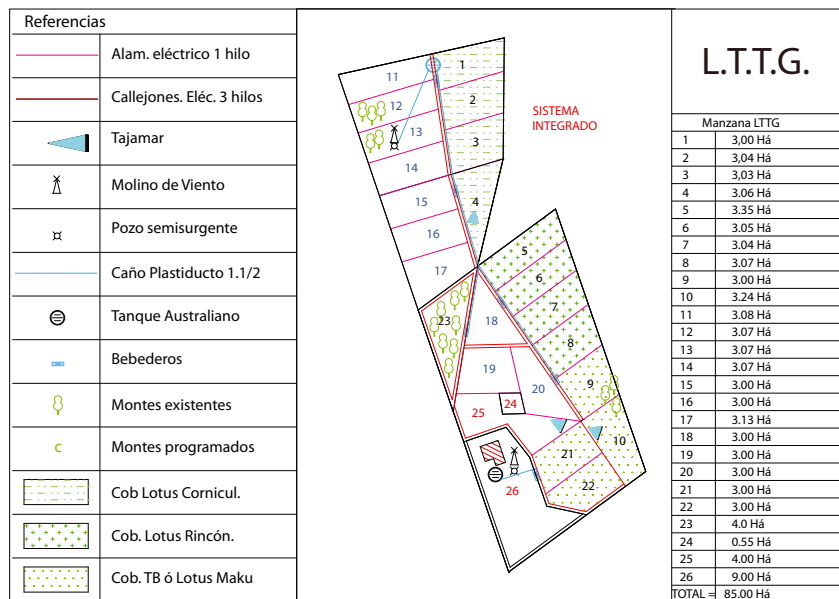 Referencias
Alam. eléctrico 1 hilo
Callejones. Eléc. 3 hilos
Tajamar
Molino de Viento
Pozo semisurgente
Caño Plastiducto 1.1/2
Tanque Australiano
Bebederos
Montes existentes
c Montes programados
Cob Lotus Cornicul.
Cob. Lotus Rincón.
Cob. TB ó Lotus Maku
SISTEMA
INTEGRADO
1
11
2
12
13
3
14
15
4
16
17
5
6
7
23
18
8
19
9
20
24
25
10
21
22
26
L.T.T.G.
Manzana LTTG
1 3,00 Há
2 3,04 Há
3 3,03 Há
4 3.06 Há
5 3.35 Há
6 3.05 Há
7 3.04 Há
8 3.07 Há
9 3.00 Há
10 3.24 Há
11 3.08 Há
12 3.07 Há
13 3.07 Há
14 3.07 Há
15 3.00 Há
16 3.00 Há
17 3.13 Há
18 3.00 Há
19 3.00 Há
20 3.00 Há
21 3.00 Há
22 3.00 Há
23 4.0 Há
24 0.55 Há
25 4.00 Há
26 9.00 Há
TOTAL = 85.00 Há